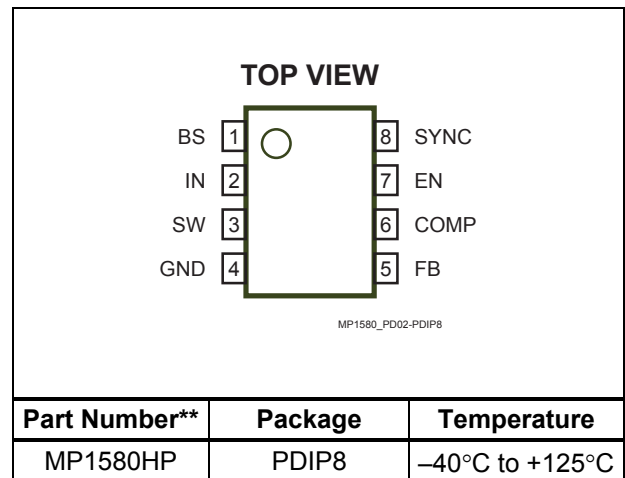 TOP VIEW
BS 1 8 SYNC
IN 2 7 EN
SW 3 6 COMP
GND 4 5 FB
MP1580_PD02-PDIP8
Part Number** Package Temperature
MP1580HP PDIP8 –40°C to +125°C